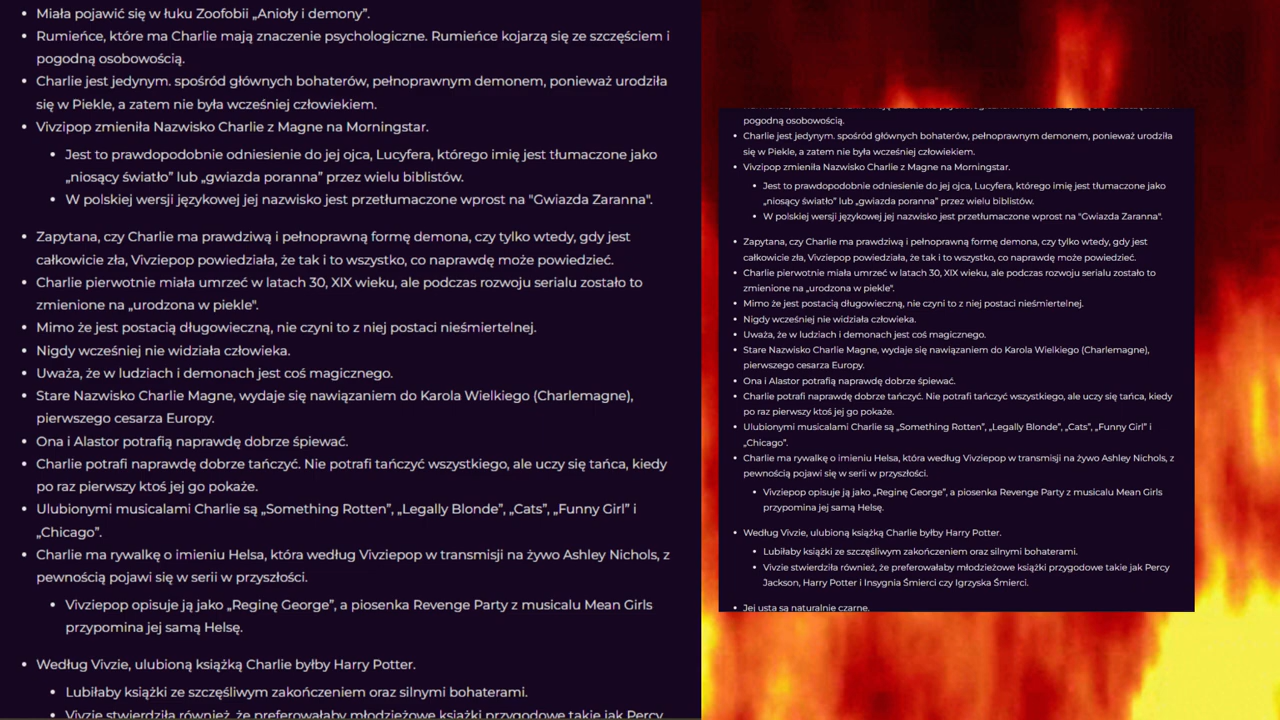 Miała pojawić się w łuku Zoofobii „Anioły i demony”.
Rumieńce, które ma Charlie mają znaczenie psychologiczne. Rumieńce kojarzą się ze szczęściem i
pogodną osobowością.
Charlie jest jedynym. spośród głównych bohaterów, pełnoprawnym demonem, ponieważ urodziła
się w Piekle, a zatem nie była wcześniej człowiekiem.
Vivzipop zmieniła Nazwisko Charlie z Magne na Morningstar.
Jest to prawdopodobnie odniesienie do jej ojca, Lucyfera, którego imię jest tłumaczone jako
„niosący światło” lub „gwiazda poranna” przez wielu biblistów.
W polskiej wersji językowej jej nazwisko jest przetłumaczone wprost na "Gwiazda Zaranna".
Zapytana, czy Charlie ma prawdziwą i pełnoprawną formę demona, czy tylko wtedy, gdy jest
całkowicie zła, Vivziepop powiedziała, że tak i to wszystko, co naprawdę może powiedzieć.
Charlie pierwotnie miała umrzeć w latach 30, XIX wieku, ale podczas rozwoju serialu zostało to
zmienione na „urodzona w piekle".
Mimo że jest postacią długowieczną, nie czyni to z niej postaci nieśmiertelnej.
Nigdy wcześniej nie widziała człowieka.
Uważa, że w ludziach i demonach jest coś magicznego.
Stare Nazwisko Charlie Magne, wydaje się nawiązaniem do Karola Wielkiego (Charlemagne),
pierwszego cesarza Europy.
Ona i Alastor potrafią naprawdę dobrze śpiewać.
Charlie potrafi naprawdę dobrze tańczyć. Nie potrafi tańczyć wszystkiego, ale uczy się tańca, kiedy
po raz pierwszy ktoś jej go pokaże.
Ulubionymi musicalami Charlie są „Something Rotten”, „Legally Blonde”, „Cats”, „Funny Girl” i
„Chicago”.
Charlie ma rywalkę o imieniu Helsa, która według Vivziepop w transmisji na żywo Ashley Nichols, z
pewnością pojawi się w serii w przyszłości.
Vivziepop opisuje ją jako „Reginę George”, a piosenka Revenge Party z musicalu Mean Girls
przypomina jej samą Helsę.
Według Vivzie, ulubioną książką Charlie byłby Harry Potter.
Lubiłaby książki ze szczęśliwym zakończeniem oraz silnymi bohaterami.
Vivzie stwierdziła również, że preferowałaby młodzieżowe książki przygodowe takie jak Percy
pogodną osobowością.
Charlie jest jedynym. spośród głównych bohaterów, pełnoprawnym demonem, ponieważ urodziła
się w Piekle, a zatem nie była wcześniej człowiekiem.
Vivzipop zmieniła Nazwisko Charlie z Magne na Morningstar.
Jest to prawdopodobnie odniesienie do jej ojca, Lucyfera, którego imię jest tłumaczone jako
„niosący światło” lub „gwiazda poranna” przez wielu biblistów.
W polskiej wersji językowej jej nazwisko jest przetłumaczone wprost na "Gwiazda Zaranna".
Zapytana, czy Charlie ma prawdziwą i pełnoprawną formę demona, czy tylko wtedy, gdy jest
całkowicie zła, Vivziepop powiedziała, że tak i to wszystko, co naprawdę może powiedzieć.
Charlie pierwotnie miała umrzeć w latach 30, XIX wieku, ale podczas rozwoju serialu zostało to
zmienione na „urodzona w piekle".
Mimo że jest postacią długowieczną, nie czyni to z niej postaci nieśmiertelnej.
Nigdy wcześniej nie widziała człowieka.
Uważa, że w ludziach i demonach jest coś magicznego.
Stare Nazwisko Charlie Magne, wydaje się nawiązaniem do Karola Wielkiego (Charlemagne),
pierwszego cesarza Europy.
Ona i Alastor potrafią naprawdę dobrze śpiewać.
Charlie potrafi naprawdę dobrze tańczyć. Nie potrafi tańczyć wszystkiego, ale uczy się tańca, kiedy
po raz pierwszy ktoś jej go pokaże.
Ulubionymi musicalami Charlie są „Something Rotten”, „Legally Blonde”, „Cats”, „Funny Girl” i
„Chicago”.
Charlie ma rywalkę o imieniu Helsa, która według Vivziepop w transmisji na żywo Ashley Nichols, z
pewnością pojawi się w serii w przyszłości.
Vivziepop opisuje ją jako „Reginę George”, a piosenka Revenge Party z musicalu Mean Girls
przypomina jej samą Helsę.
Według Vivzie, ulubioną książką Charlie byłby Harry Potter.
Lubiłaby książki ze szczęśliwym zakończeniem oraz silnymi bohaterami.
Vivzie stwierdziła również, że preferowałaby młodzieżowe książki przygodowe takie jak Percy
Jackson, Harry Potter i Insygnia Śmierci czy Igrzyska Śmierci.
Jej usta są naturalnie czarne.